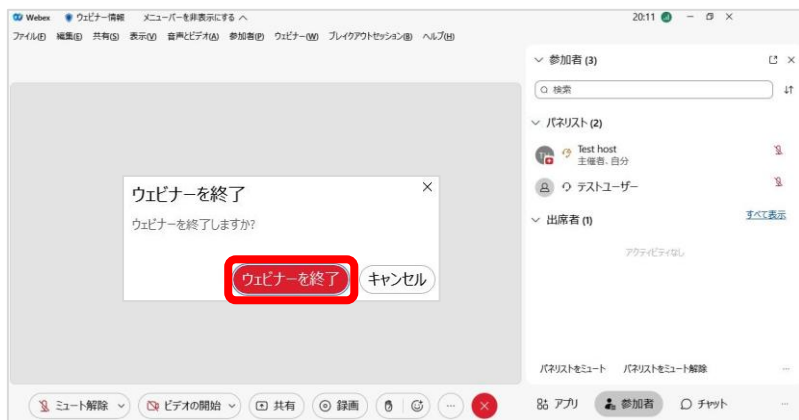 Webex ウェビナー情報 メニューバーを非表示にする 20:11
ファイル(F) 編集(E) 共有(S) 表示(V) 音声とビデオ(A) 参加者(P) ウェビナー(W) ブレイクアウトセッション(B) ヘルプ(H)
参加者 (3)
検索
パネリスト (2)
Test host
主催者、自分
テストユーザー
出席者 (1) すべて表示
アクティビティなし
パネリストをミュート パネリストをミュート解除
ウェビナーを終了
ウェビナーを終了しますか?
ウェビナーを終了 キャンセル
ミュート解除 ビデオの開始 共有 録画
アプリ 参加者 チャット